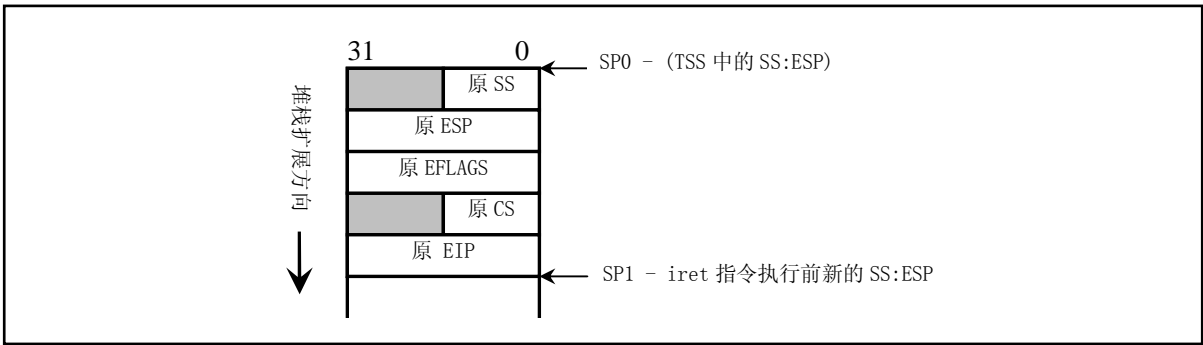 31 0
SP0 - (TSS 中的 SS:ESP)
原 SS
堆栈扩展方向
原 ESP
原 EFLAGS
原 CS
原 EIP
SP1 - iret 指令执行前新的 SS:ESP